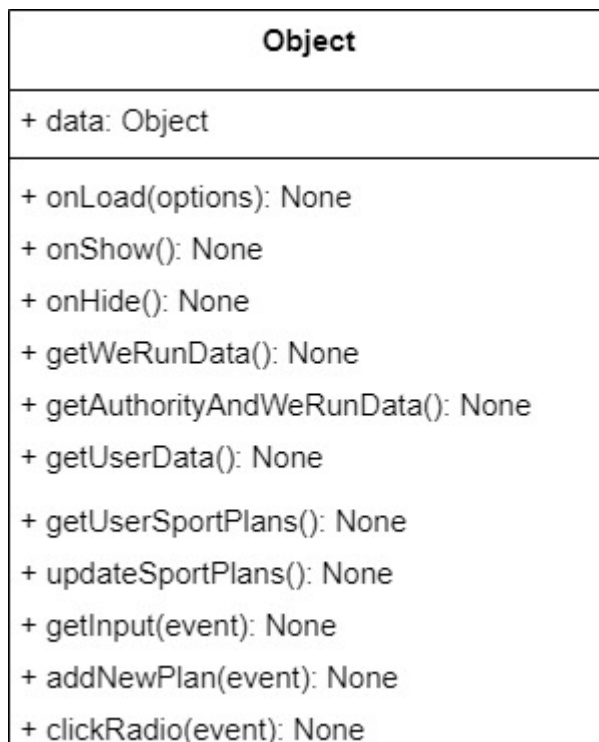 Object
+ data: Object
+ onLoad(options): None
+ onShow(): None
+ onHide(): None
+ getWeRunData(): None
+ getAuthorityAndWeRunData(): None
+ getUserData(): None
+ getUserSportPlans(): None
+ updateSportPlans(): None
+ getInput(event): None
+ addNewPlan(event): None
+ clickRadio(event): None